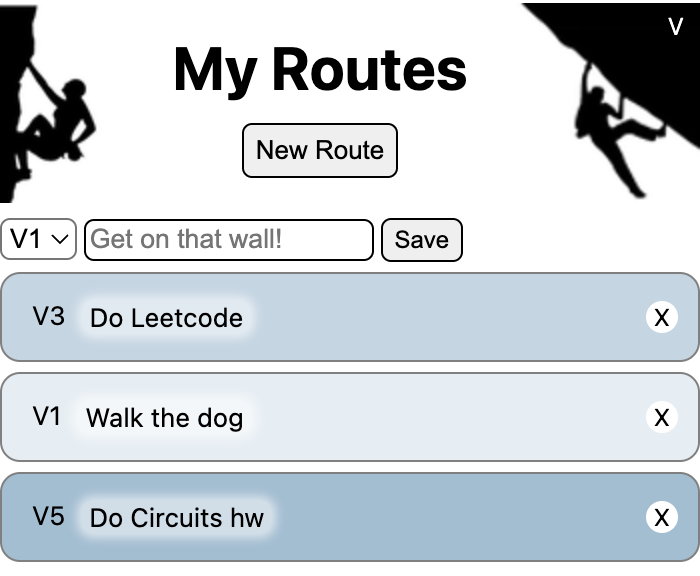 V
My Routes
New Route
V1 Get on that wall! Save
V3 Do Leetcode X
V1 Walk the dog X
V5 Do Circuits hw X